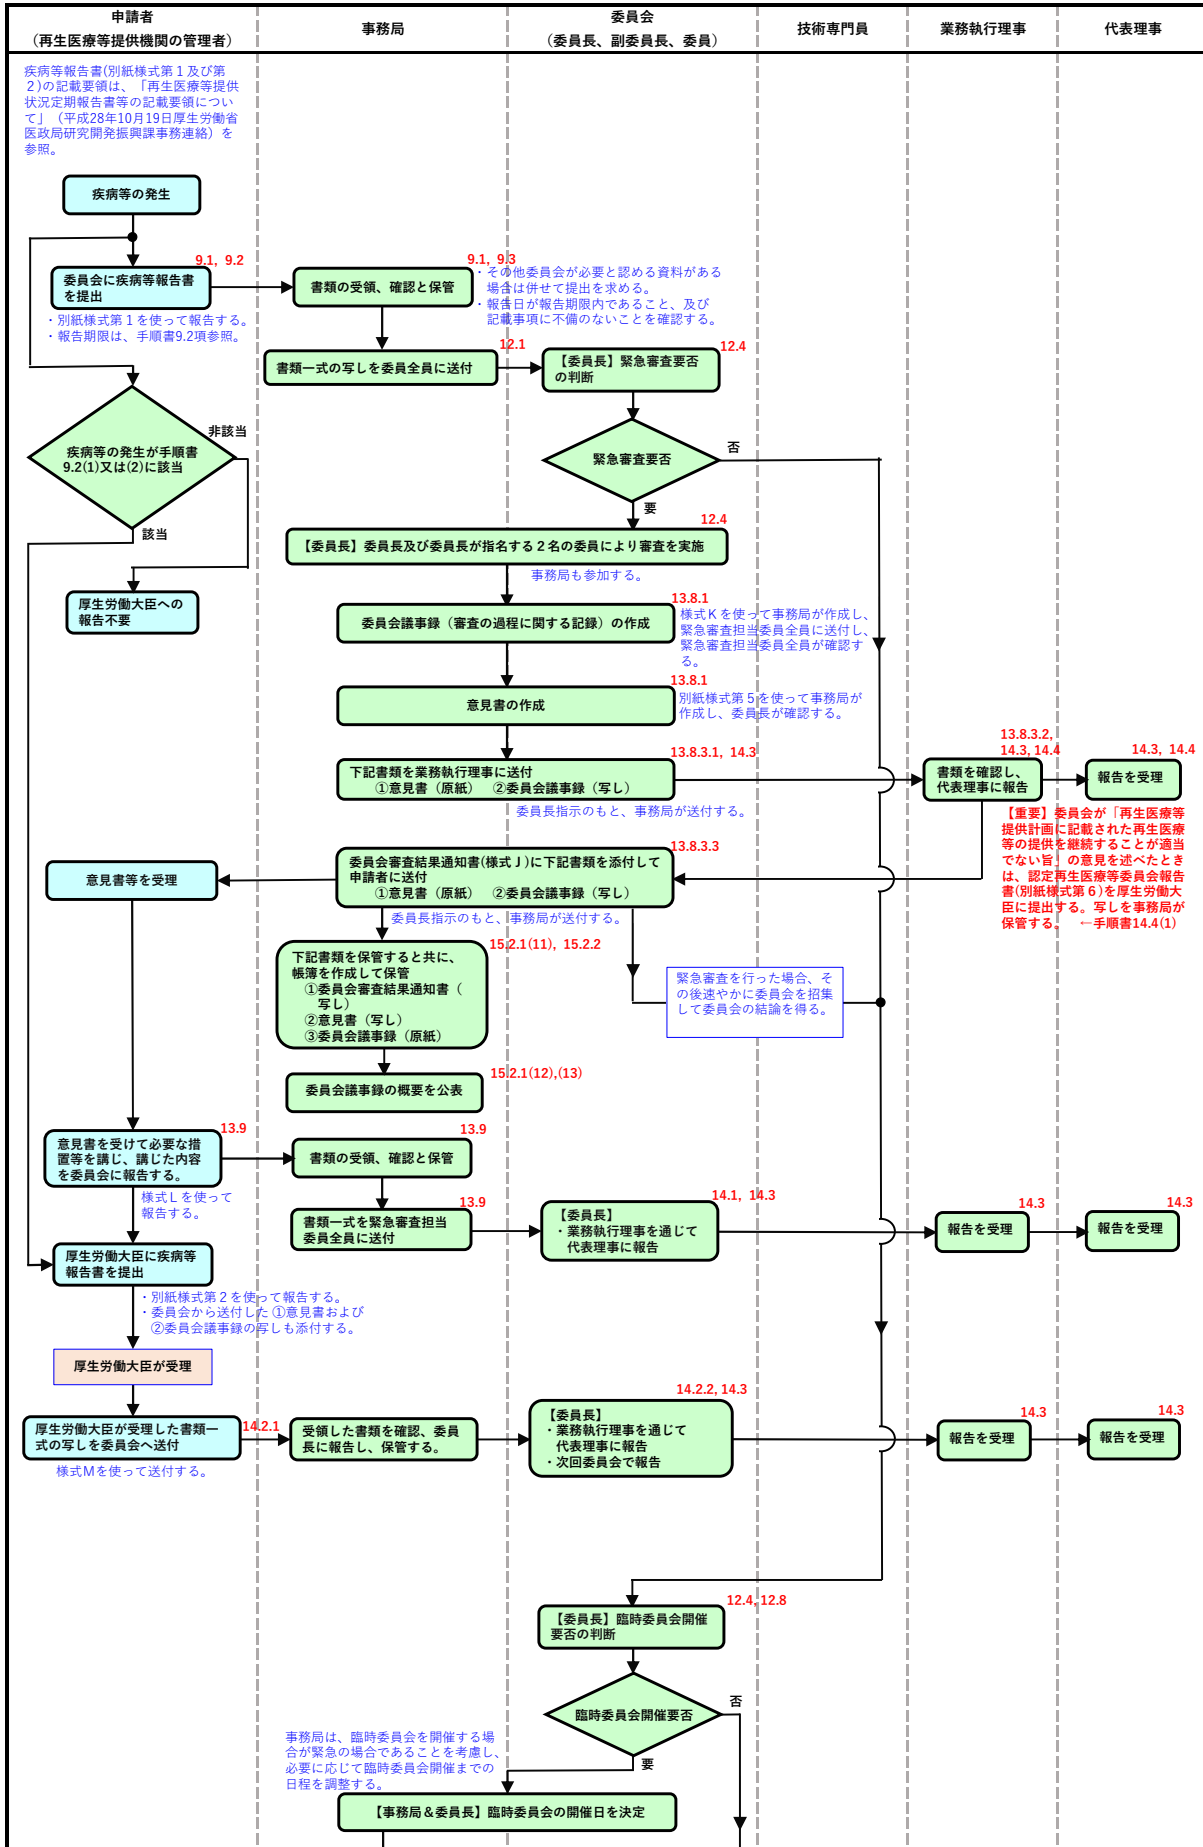 申請者
（再生医療等提供機関の管理者）
事務局
委員会
（委員長、副委員長、委員）
技術専門員
業務執行理事
代表理事
疾病等報告書(別紙様式第１及び第
２)の記載要領は、「再生医療等提供
状況定期報告書等の記載要領につい
て」（平成28年10月19日厚生労働省
医政局研究開発振興課事務連絡）を
参照。
疾病等の発生
9.1, 9.2
委員会に疾病等報告書
を提出
・別紙様式第１を使って報告する。
・報告期限は、手順書9.2項参照。
9.1, 9.3
書類の受領、確認と保管
・その他委員会が必要と認める資料がある
場合は併せて提出を求める。
・報告日が報告期限内であること、及び
記載事項に不備のないことを確認する。
12.1
書類一式の写しを委員全員に送付
12.4
【委員長】緊急審査要否
の判断
疾病等の発生が手順書
9.2(1)又は(2)に該当
非該当
該当
緊急審査要否
否
要
厚生労働大臣への
報告不要
12.4
【委員長】委員長及び委員長が指名する２名の委員により審査を実施
事務局も参加する。
13.8.1
委員会議事録（審査の過程に関する記録）の作成
様式Ｋを使って事務局が作成し、
緊急審査担当委員全員に送付し、
緊急審査担当委員全員が確認す
る。
13.8.1
意見書の作成
別紙様式第５を使って事務局が
作成し、委員長が確認する。
13.8.3.1, 14.3
下記書類を業務執行理事に送付
①意見書（原紙） ②委員会議事録（写し）
委員長指示のもと、事務局が送付する。
13.8.3.2,
14.3, 14.4
書類を確認し、
代表理事に報告
14.3, 14.4
報告を受理
【重要】委員会が「再生医療等
提供計画に記載された再生医療
等の提供を継続することが適当
でない旨」の意見を述べたとき
は、認定再生医療等委員会報告
書(別紙様式第６)を厚生労働大
臣に提出する。写しを事務局が
保管する。 ←手順書14.4(1)
13.8.3.3
委員会審査結果通知書(様式Ｊ)に下記書類を添付して
申請者に送付
①意見書（原紙） ②委員会議事録（写し）
委員長指示のもと、事務局が送付する。
意見書等を受理
15.2.1(11), 15.2.2
下記書類を保管すると共に、
帳簿を作成して保管
①委員会審査結果通知書（
写し）
②意見書（写し）
③委員会議事録（原紙）
緊急審査を行った場合、そ
の後速やかに委員会を招集
して委員会の結論を得る。
15.2.1(12),(13)
委員会議事録の概要を公表
13.9
意見書を受けて必要な措
置等を講じ、講じた内容
を委員会に報告する。
様式Ｌを使って
報告する。
13.9
書類の受領、確認と保管
13.9
書類一式を緊急審査担当
委員全員に送付
14.1, 14.3
【委員長】
・業務執行理事を通じて
代表理事に報告
14.3
報告を受理
14.3
報告を受理
厚生労働大臣に疾病等
報告書を提出
・別紙様式第２を使って報告する。
・委員会から送付した ①意見書および
②委員会議事録の写しも添付する。
厚生労働大臣が受理
厚生労働大臣が受理した書類一
式の写しを委員会へ送付
14.2.1
様式Ｍを使って送付する。
受領した書類を確認、委員
長に報告し、保管する。
14.2.2, 14.3
【委員長】
・業務執行理事を通じて
代表理事に報告
・次回委員会で報告
14.3
報告を受理
14.3
報告を受理
12.4, 12.8
【委員長】臨時委員会開催
要否の判断
臨時委員会開催要否
否
要
事務局は、臨時委員会を開催する場
合が緊急の場合であることを考慮し、
必要に応じて臨時委員会開催までの
日程を調整する。
【事務局＆委員長】臨時委員会の開催日を決定